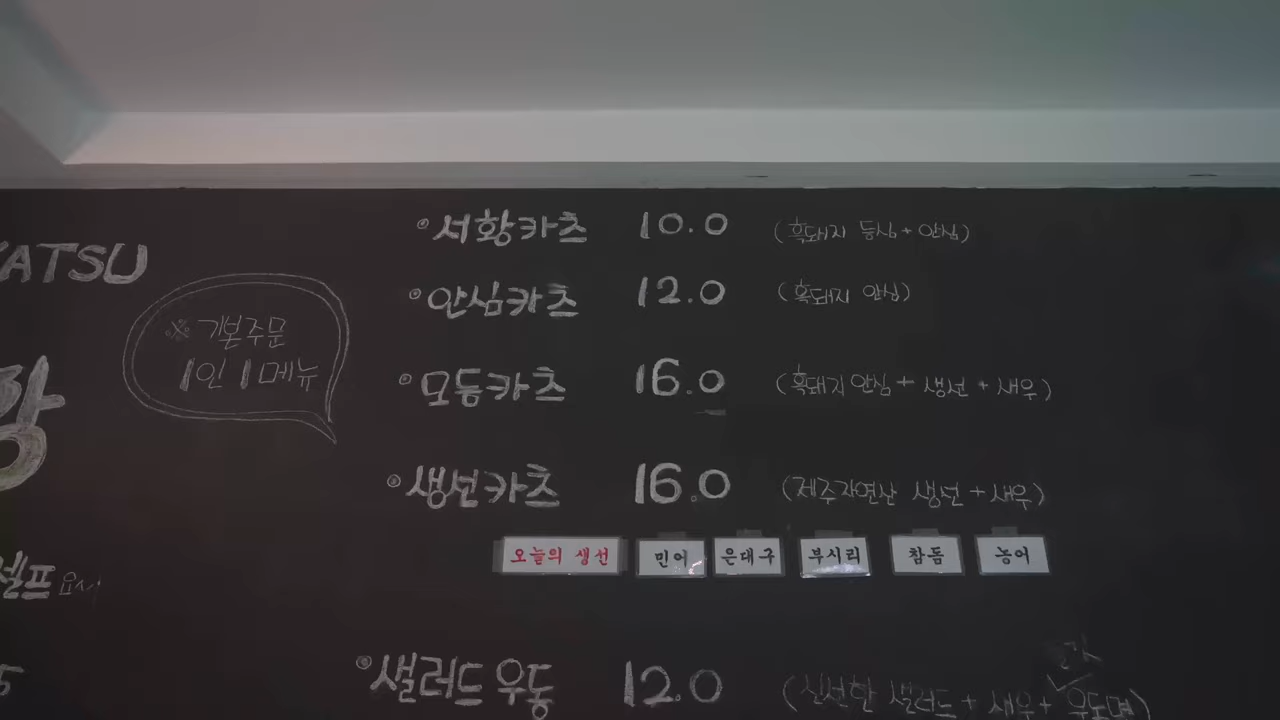 KATSU
※ 기본주문
1인 1메뉴
셀프
서황카츠 10.0 (흑돼지 등심 + 안심)
안심카츠 12.0 (흑돼지 안심)
모듬카츠 16.0 (흑돼지안심 + 생선 + 새우)
생선카츠 16.0 (제주자연산 생선 + 새우)
오늘의 생선 민어 은대구 부시리 참돔 농어
샐러드우동 12.0 (신선한 샐러드 + 새우+ 우동면)